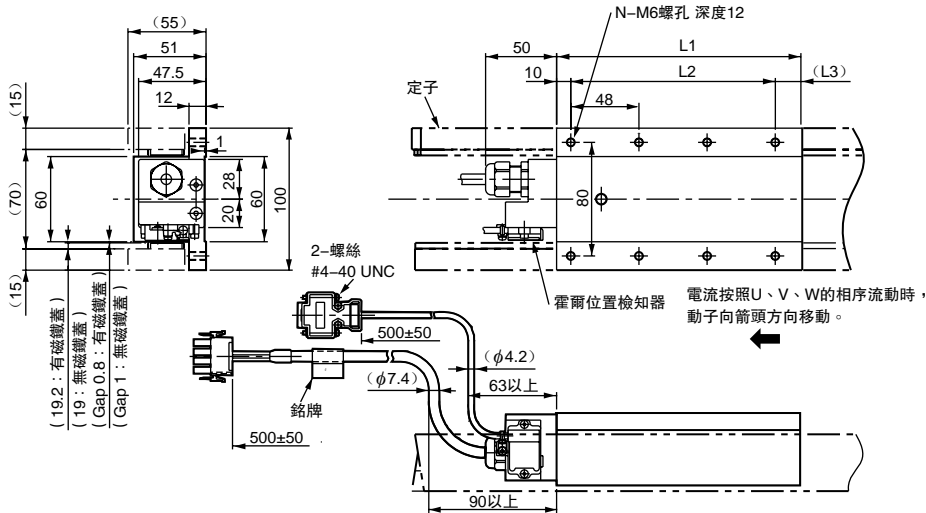 (55)
51
47.5
12
(15)
1
(70)
60
28
20
60
100
(15)
(19.2：有磁鐵蓋)
(19：無磁鐵蓋)
(Gap 0.8：有磁鐵蓋)
(Gap 1：無磁鐵蓋)
N-M6螺孔 深度12
50
L1
10
L2
(L3)
48
定子
80
霍爾位置檢知器
電流按照U、V、W的相序流動時，
動子向箭頭方向移動。
2-螺絲
#4-40 UNC
500±50
(ϕ4.2)
63以上
(ϕ7.4)
銘牌
500±50
90以上